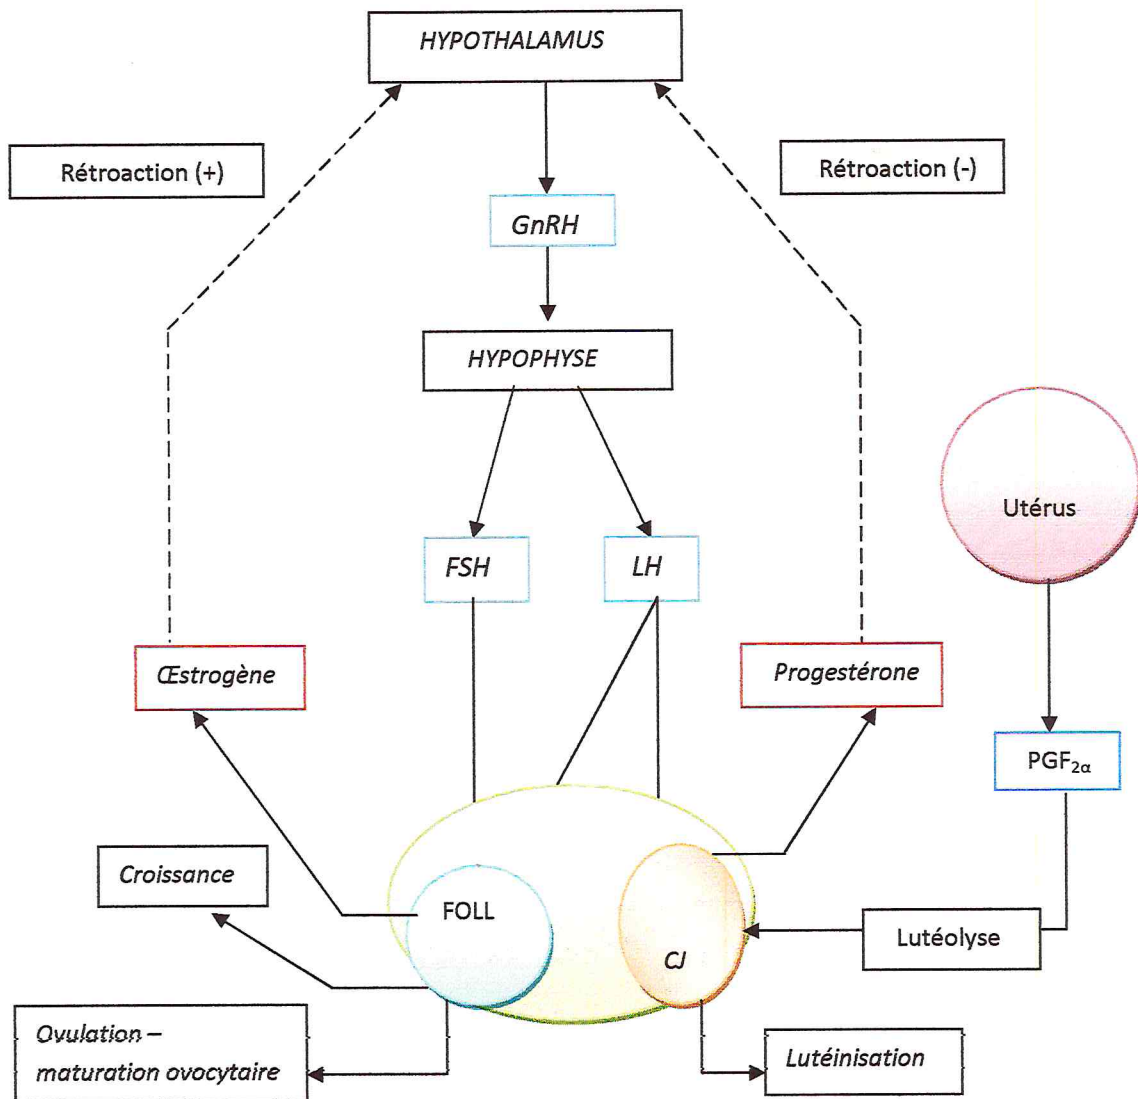 HYPOTHALAMUS
Rétroaction (+)
Rétroaction (-)
GnRH
HYPOPHYSE
Utérus
FSH
LH
Œstrogène
Progestérone
PGF2α
Croissance
FOLL
CJ
Lutéolyse
Ovulation –
maturation ovocytaire
Lutéinisation